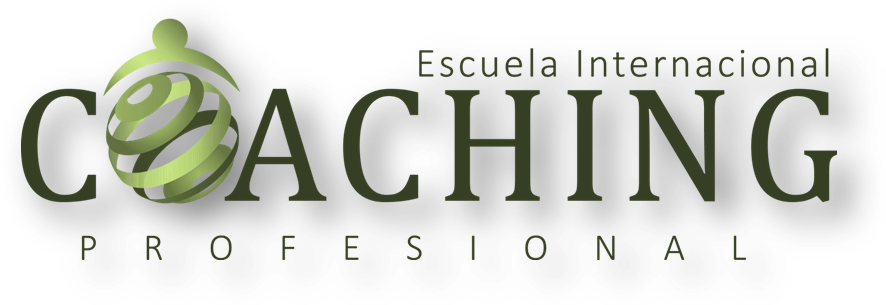 Escuela Internacional
COACHING
PROFESIONAL